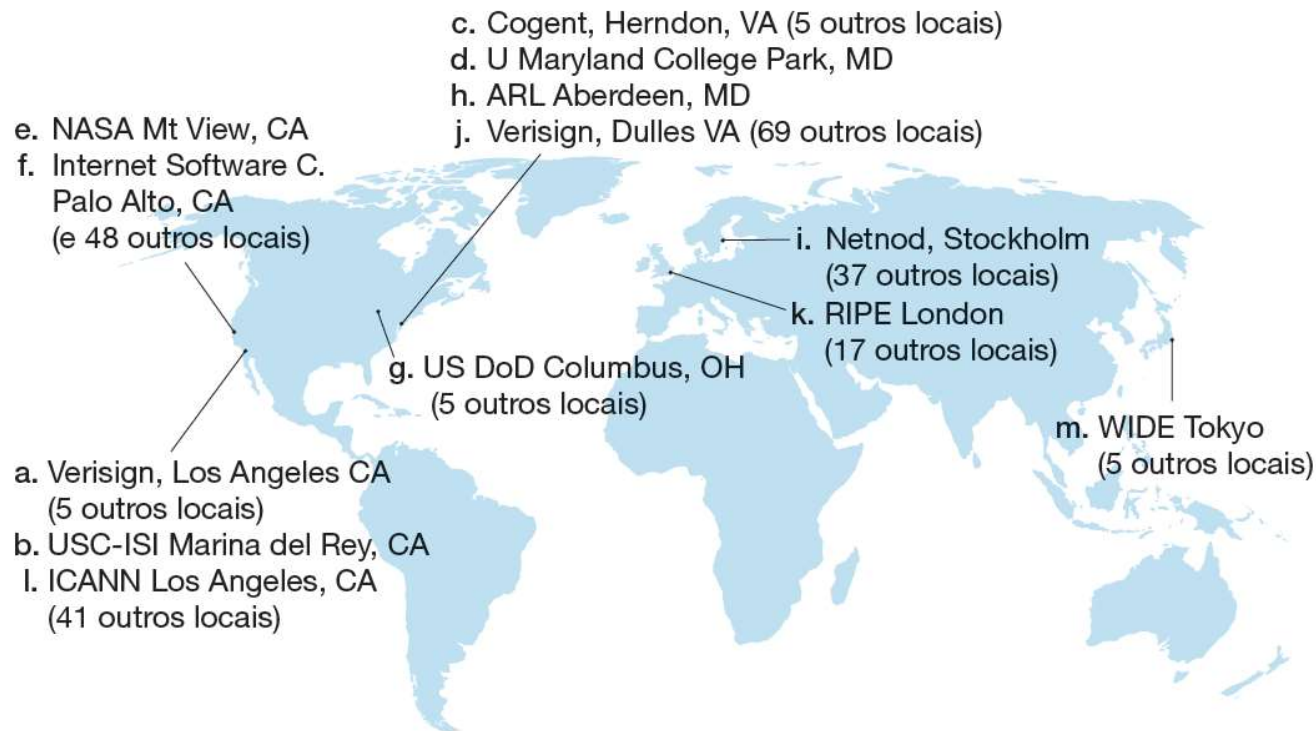 c. Cogent, Herndon, VA (5 outros locais)
d. U Maryland College Park, MD
h. ARL Aberdeen, MD
j. Verisign, Dulles VA (69 outros locais)
e. NASA Mt View, CA
f. Internet Software C.
Palo Alto, CA
(e 48 outros locais)
i. Netnod, Stockholm
(37 outros locais)
k. RIPE London
(17 outros locais)
g. US DoD Columbus, OH
(5 outros locais)
m. WIDE Tokyo
(5 outros locais)
a. Verisign, Los Angeles CA
(5 outros locais)
b. USC-ISI Marina del Rey, CA
l. ICANN Los Angeles, CA
(41 outros locais)